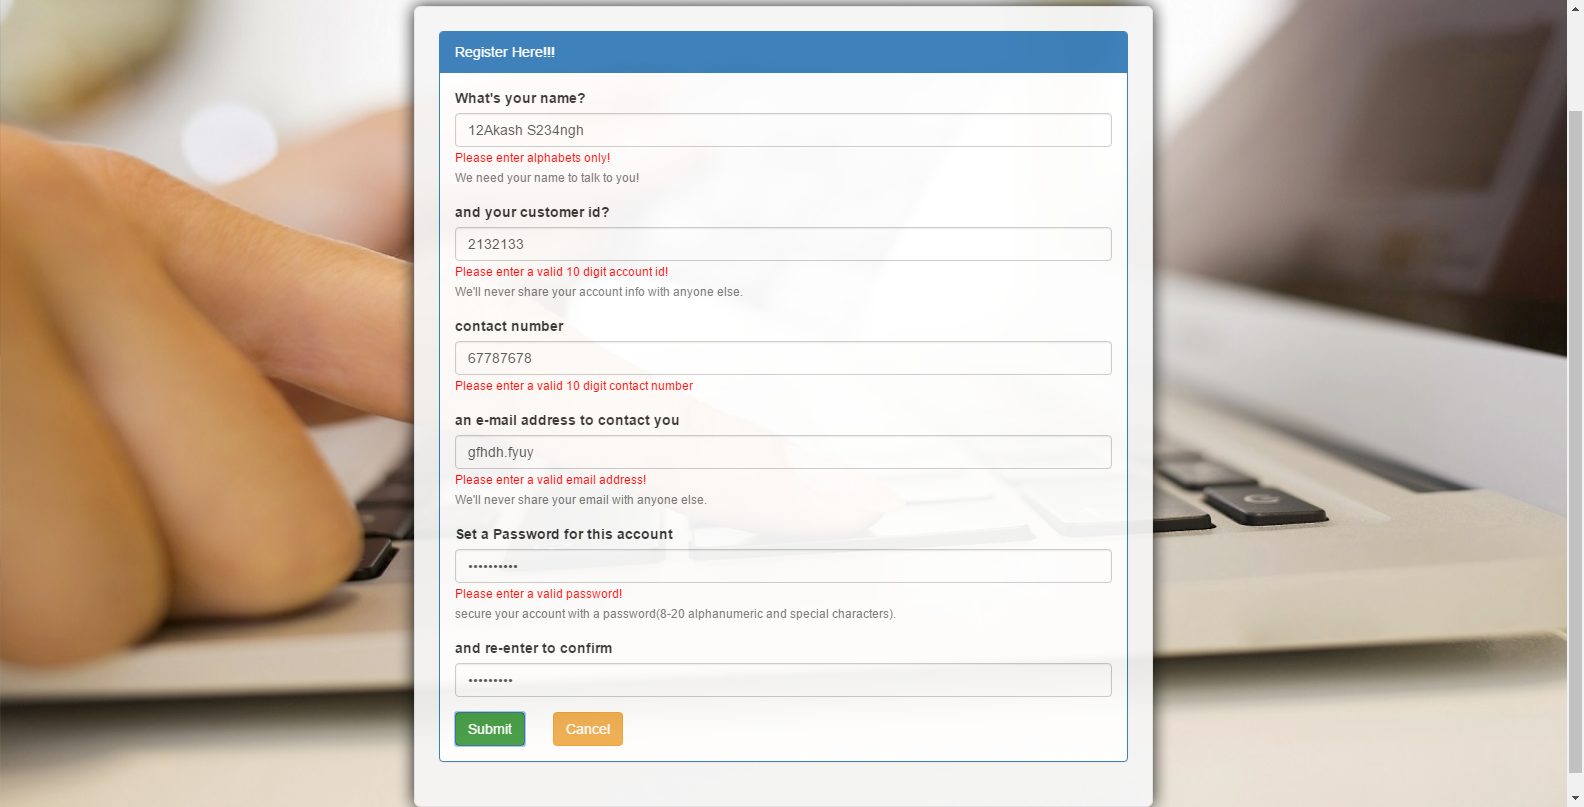 Register Here!!!
What's your name?
12Akash S234ngh
Please enter alphabets only!
We need your name to talk to you!
and your customer id?
2132133
Please enter a valid 10 digit account id!
We'll never share your account info with anyone else.
contact number
67787678
Please enter a valid 10 digit contact number
an e-mail address to contact you
gfhdh.fyuy
Please enter a valid email address!
We'll never share your email with anyone else.
Set a Password for this account
••••••••••
Please enter a valid password!
secure your account with a password(8-20 alphanumeric and special characters).
and re-enter to confirm
•••••••••
Submit Cancel